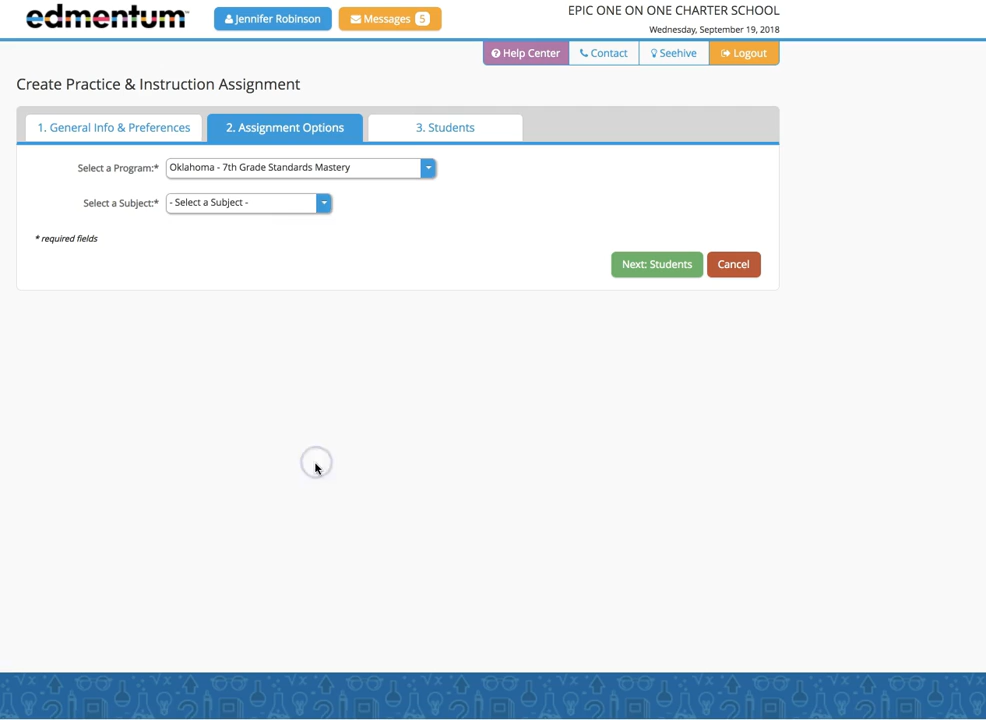 edmentum™
Jennifer Robinson
Messages 5
EPIC ONE ON ONE CHARTER SCHOOL
Wednesday, September 19, 2018
Help Center
Contact
Seehive
Logout
Create Practice & Instruction Assignment
1. General Info & Preferences
2. Assignment Options
3. Students
Select a Program:* Oklahoma - 7th Grade Standards Mastery
Select a Subject:* - Select a Subject -
* required fields
Next: Students
Cancel